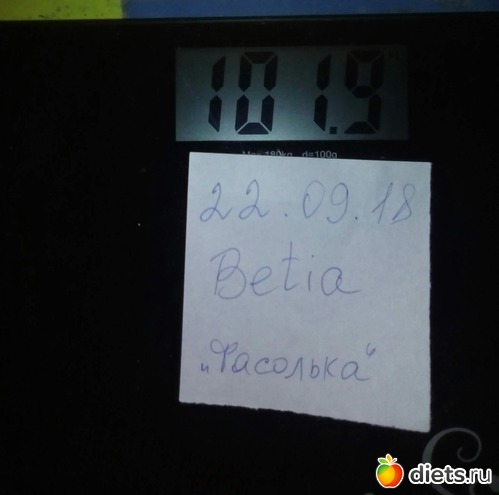 101.9
Max 180kg d=100g
22.09.18
Betia
„Фасолька“
diets.ru